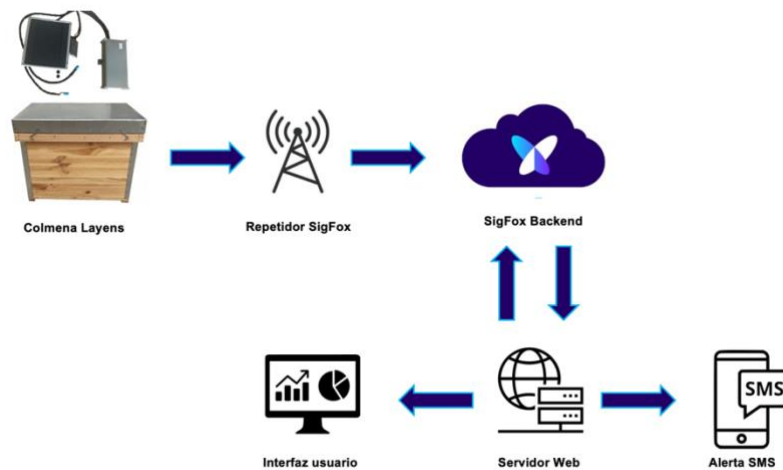 Colmena Layens
Repetidor SigFox
SigFox Backend
SMS
Interfaz usuario
Servidor Web
Alerta SMS